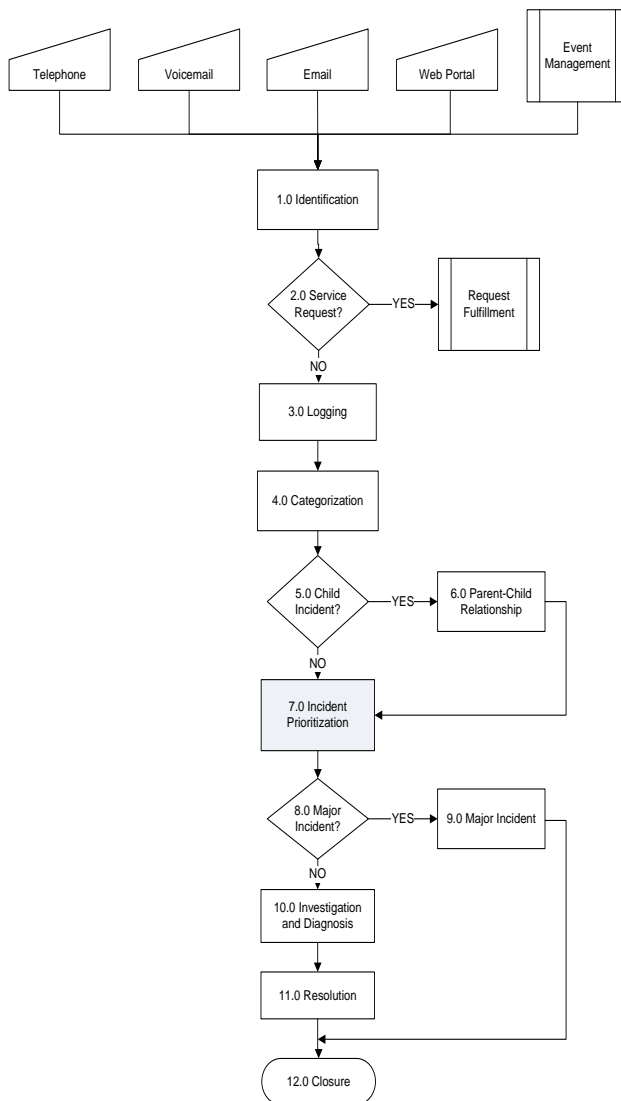 Telephone
Voicemail
Email
Web Portal
Event
Management
1.0 Identification
2.0 Service
Request?
YES
Request
Fulfillment
NO
3.0 Logging
4.0 Categorization
5.0 Child
Incident?
YES
6.0 Parent-Child
Relationship
NO
7.0 Incident
Prioritization
8.0 Major
Incident?
YES
9.0 Major Incident
NO
10.0 Investigation
and Diagnosis
11.0 Resolution
12.0 Closure